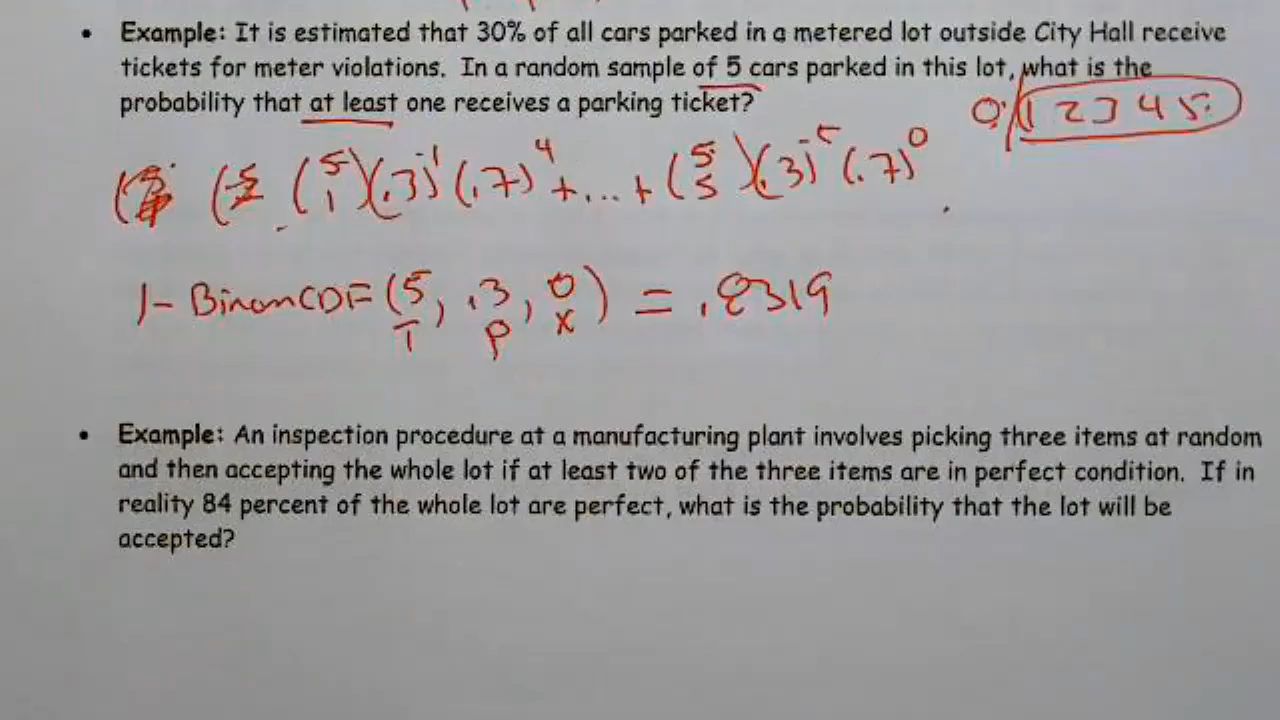 • Example: It is estimated that 30% of all cars parked in a metered lot outside City Hall receive
tickets for meter violations. In a random sample of 5 cars parked in this lot, what is the
probability that at least one receives a parking ticket?
0 1 2 3 4 5
(5 1)(.3)^1 (.7)^4 + ... + (5 5)(.3)^5 (.7)^0
1 - BinomCDF (5, .3, 0) = .8319
T P X
• Example: An inspection procedure at a manufacturing plant involves picking three items at random
and then accepting the whole lot if at least two of the three items are in perfect condition. If in
reality 84 percent of the whole lot are perfect, what is the probability that the lot will be
accepted?